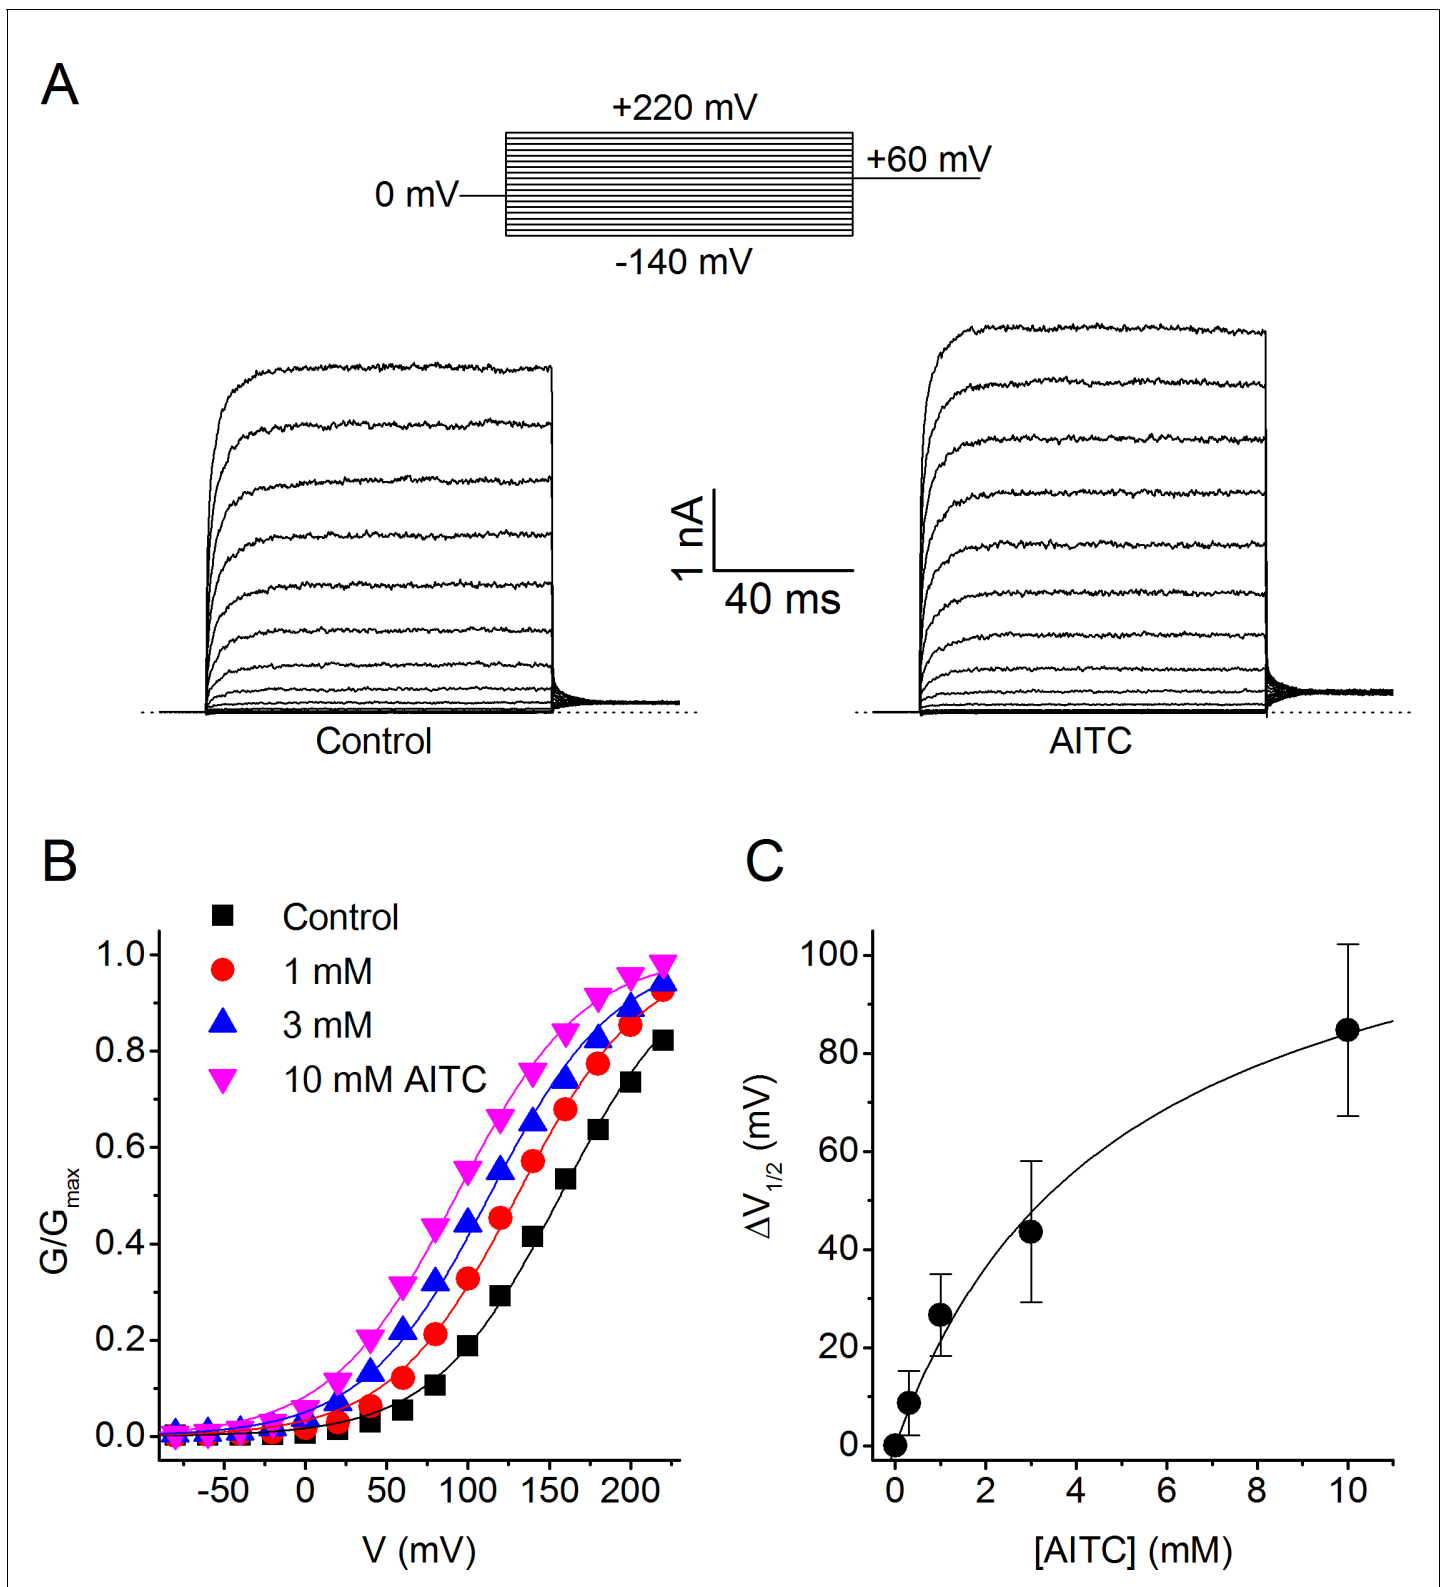 A
+220 mV
+60 mV
0 mV
-140 mV
1 nA
40 ms
Control
AITC
B
Control
1 mM
3 mM
10 mM AITC
1.0
0.8
0.6
0.4
0.2
0.0
G/Gmax
-50 0 50 100 150 200
V (mV)
C
100
80
60
40
20
0
ΔV1/2 (mV)
0 2 4 6 8 10
[AITC] (mM)